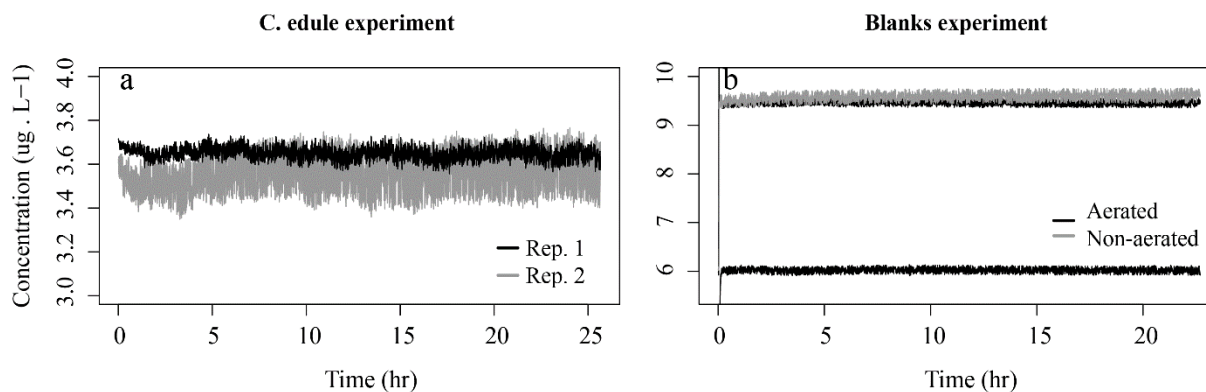 C. edule experiment
Blanks experiment
Concentration (ug . L−1)
a
4.0
3.8
3.6
3.4
3.2
3.0
Rep. 1
Rep. 2
0 5 10 15 20 25
Time (hr)
b
10
9
8
7
6
Aerated
Non-aerated
0 5 10 15 20
Time (hr)